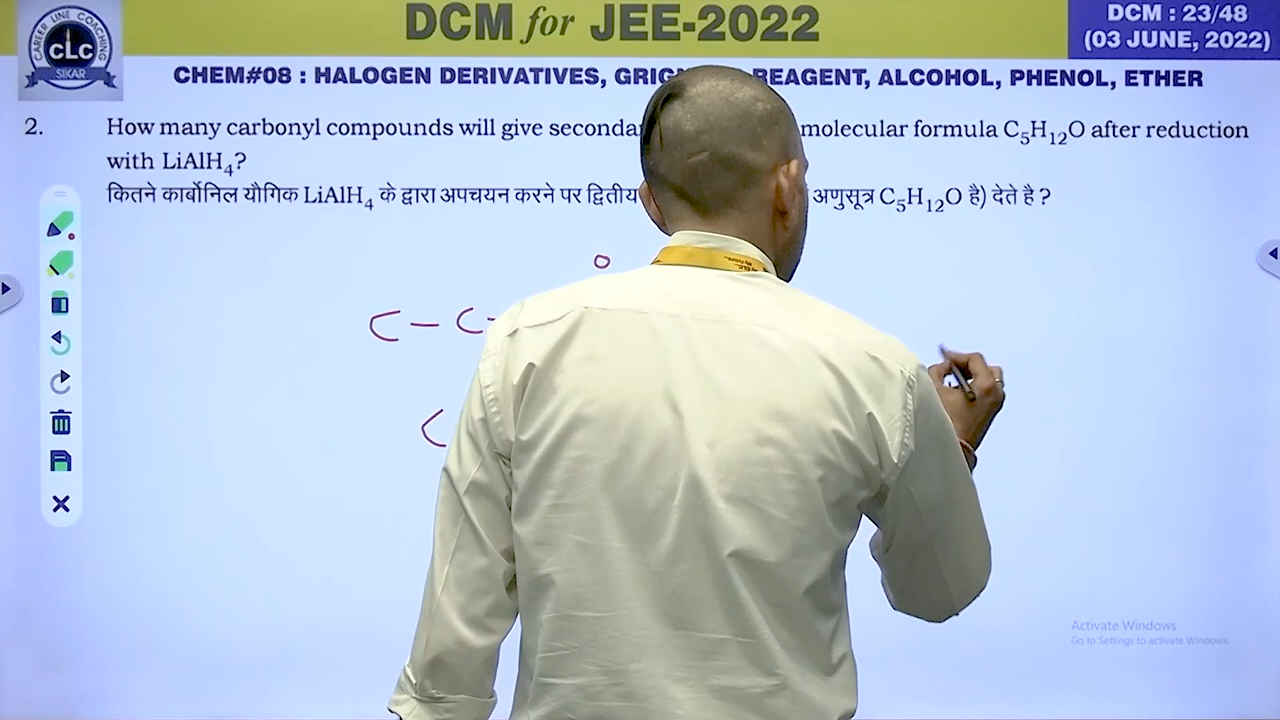 DCM for JEE-2022
DCM : 23/48
(03 JUNE, 2022)
CAREER LINE COACHING
CLC
SIKAR
CHEM#08 : HALOGEN DERIVATIVES, REAGENT, ALCOHOL, PHENOL, ETHER
2. How many carbonyl compounds will give molecular formula C₅H₁₂O after reduction
with LiAlH₄?
कितने कार्बोनिल यौगिक LiAlH₄ के द्वारा अपचयन करने पर अणुसूत्र C₅H₁₂O है) देते है ?
O
C - C -
C
Activate Windows
Go to Settings to activate Windows.